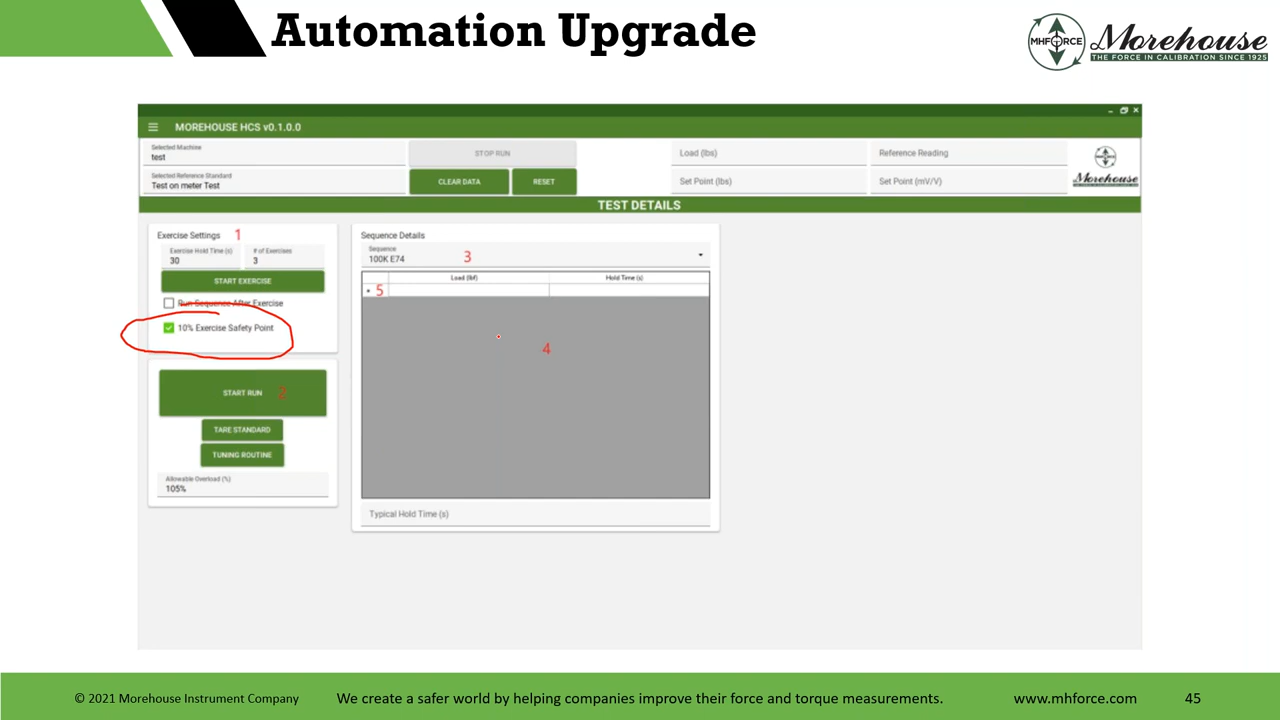 Automation Upgrade
MHFORCE
Morehouse
THE FORCE IN CALIBRATION SINCE 1925
MOREHOUSE HCS v0.1.0.0
Selected Machine
test
Selected Reference Standard
Test on meter Test
STOP RUN
CLEAR DATA
RESET
Load (lbs)
Reference Reading
Set Point (lbs)
Set Point (mV/V)
Morehouse
TEST DETAILS
Exercise Settings 1
Exercise Hold Time (s)
30
# of Exercises
3
START EXERCISE
Run Sequence After Exercise
10% Exercise Safety Point
START RUN 2
TARE STANDARD
TUNING ROUTINE
Allowable Overload (%)
105%
Sequence Details
Sequence
100K E74
3
Load (lbf)
Hold Time (s)
5
4
Typical Hold Time (s)
© 2021 Morehouse Instrument Company
We create a safer world by helping companies improve their force and torque measurements.
www.mhforce.com
45